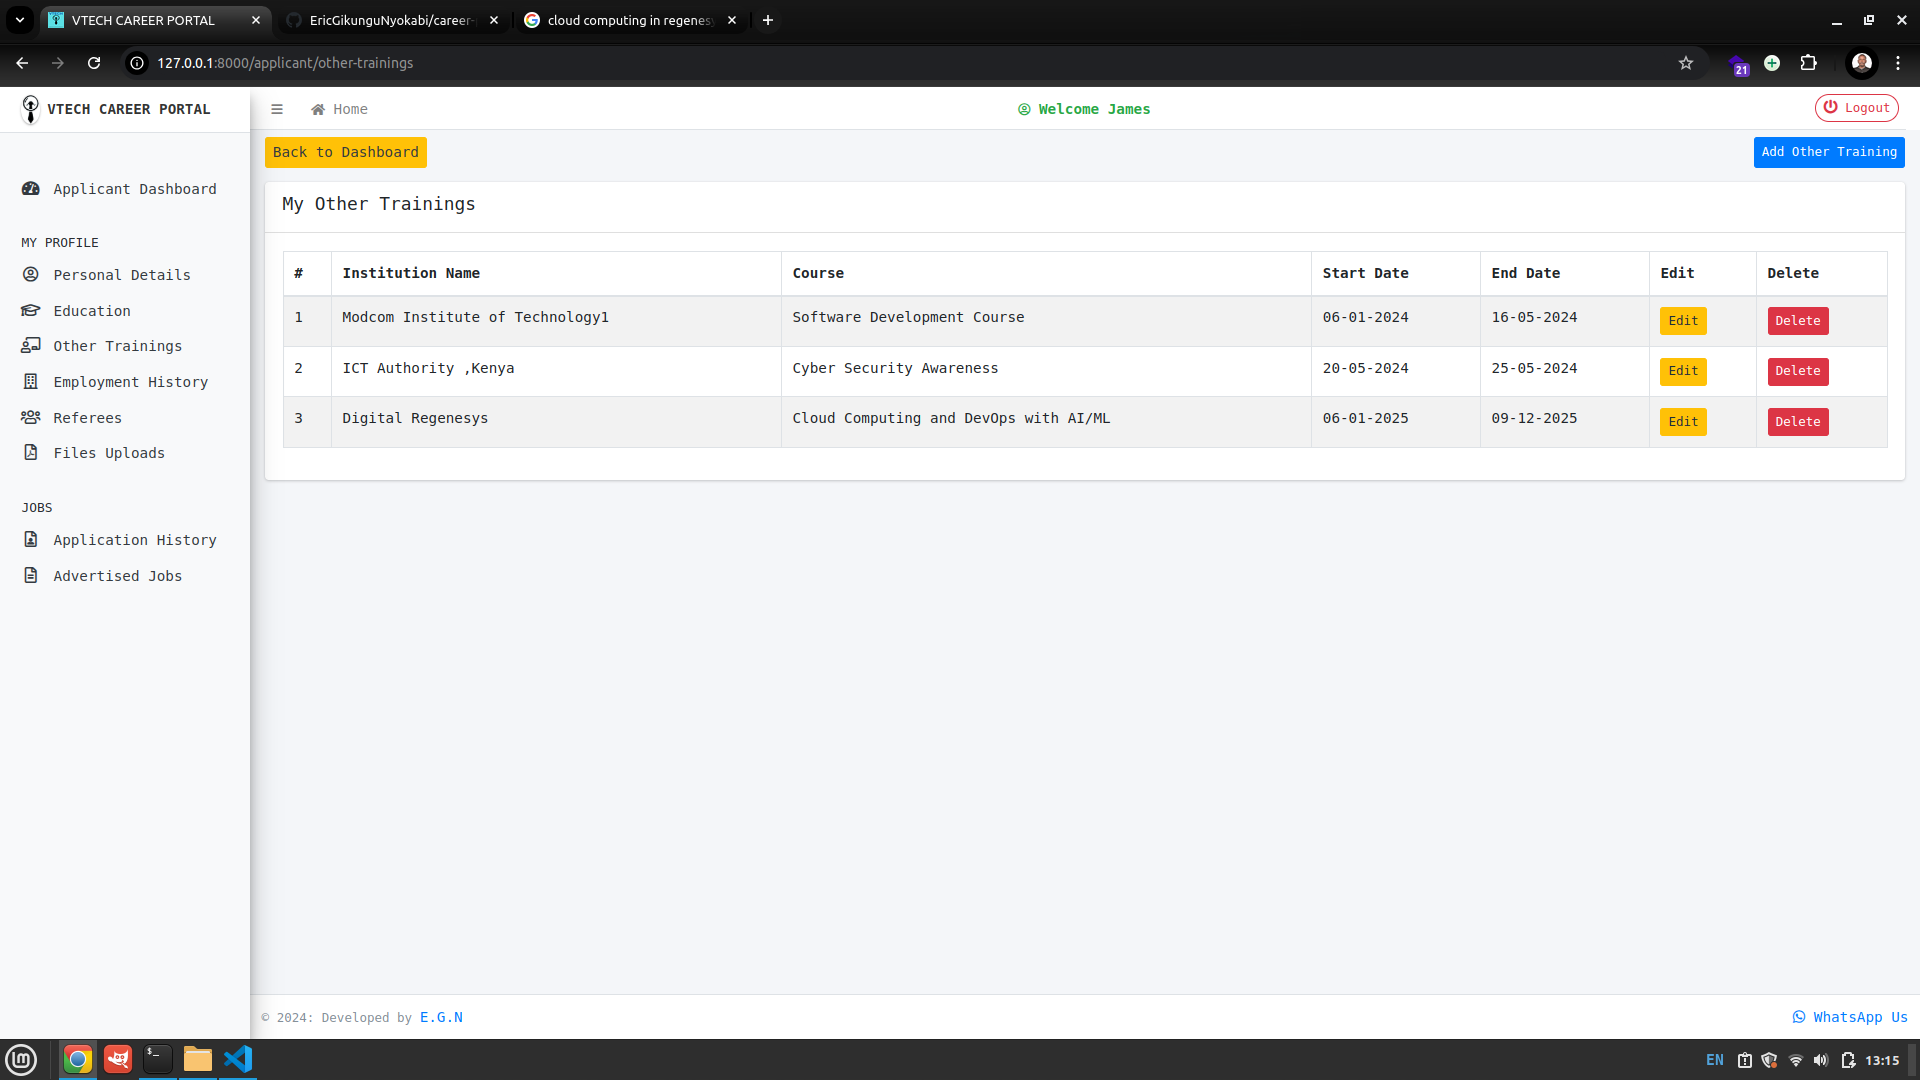 VTECH CAREER PORTAL
EricGikunguNyokabi/career-
cloud computing in regenesy
127.0.0.1:8000/applicant/other-trainings
21
VTECH CAREER PORTAL
Home
Welcome James
Logout
Back to Dashboard
Add Other Training
Applicant Dashboard
MY PROFILE
Personal Details
Education
Other Trainings
Employment History
Referees
Files Uploads
JOBS
Application History
Advertised Jobs
My Other Trainings
# Institution Name Course Start Date End Date Edit Delete
1 Modcom Institute of Technology1 Software Development Course 06-01-2024 16-05-2024 Edit Delete
2 ICT Authority ,Kenya Cyber Security Awareness 20-05-2024 25-05-2024 Edit Delete
3 Digital Regenesys Cloud Computing and DevOps with AI/ML 06-01-2025 09-12-2025 Edit Delete
© 2024: Developed by E.G.N
WhatsApp Us
EN
13:15